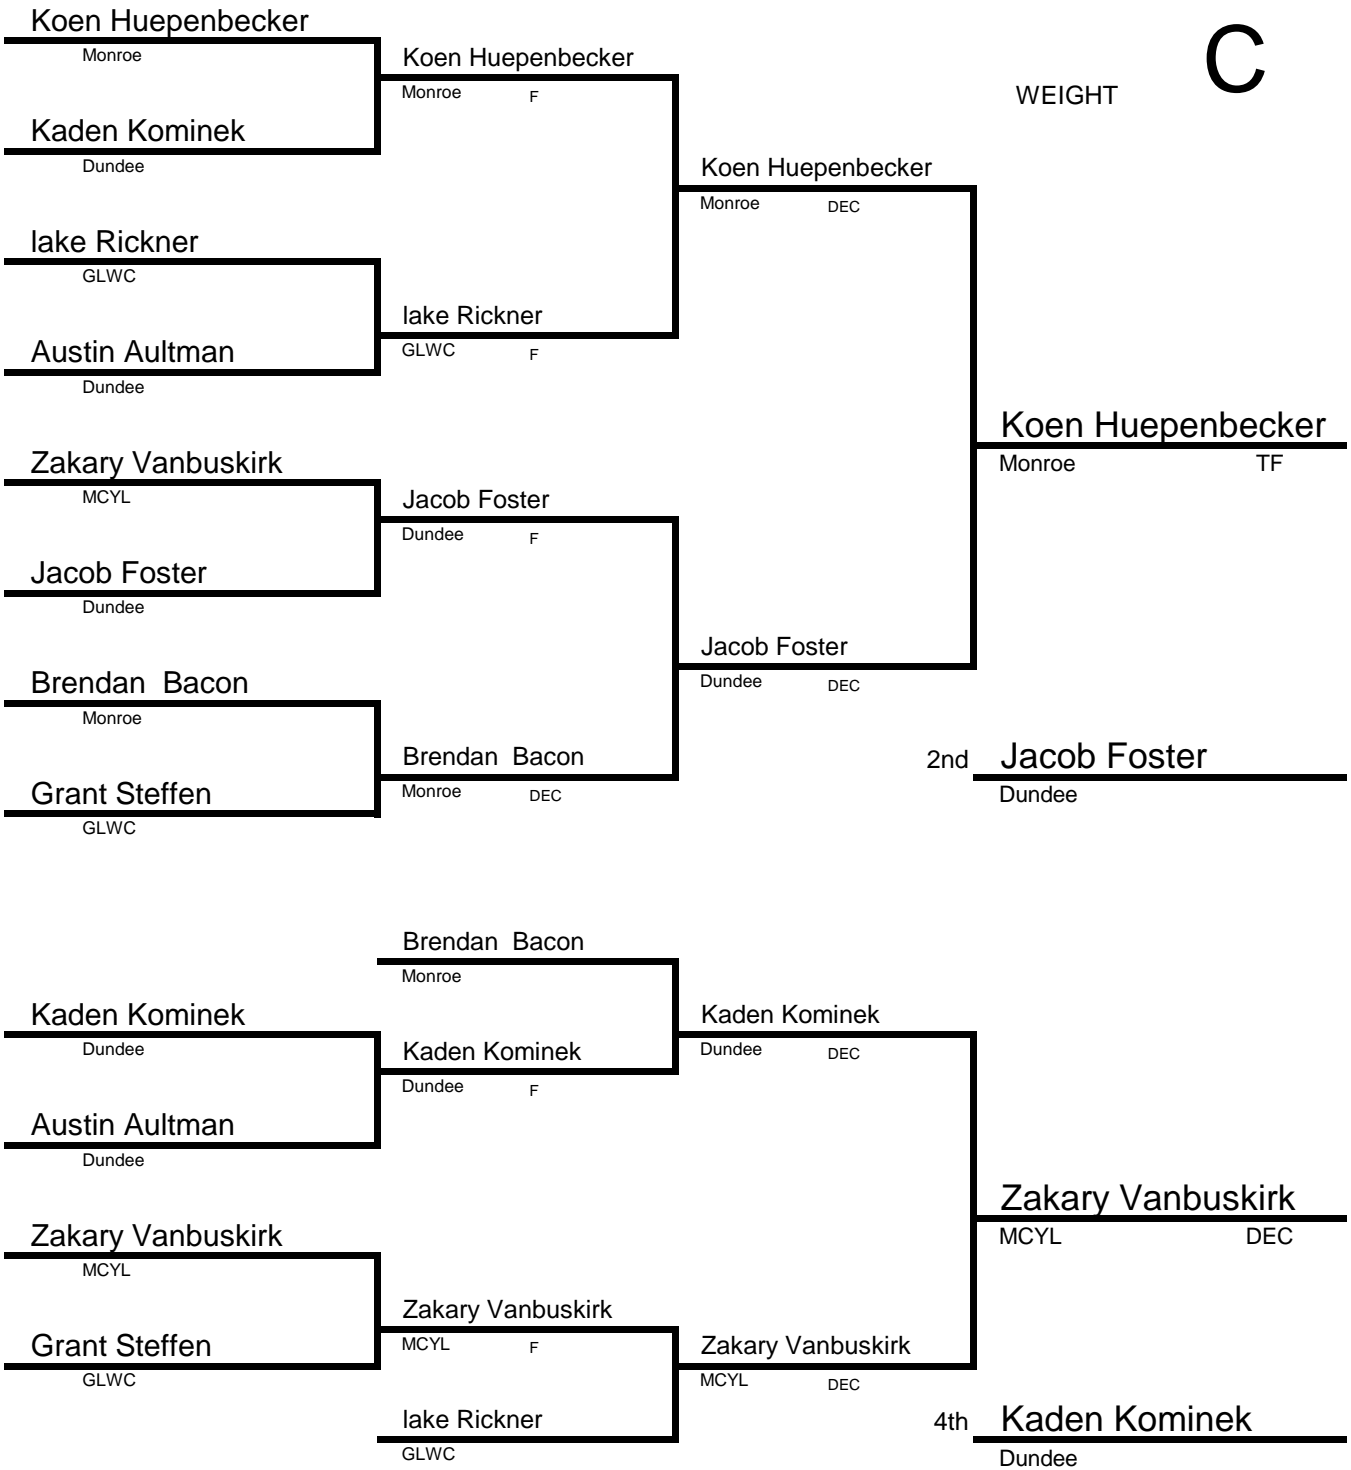 Koen Huepenbecker
Monroe
Kaden Kominek
Dundee
lake Rickner
GLWC
Austin Aultman
Dundee
Zakary Vanbuskirk
MCYL
Jacob Foster
Dundee
Brendan  Bacon
Monroe
Grant Steffen
GLWC
Koen Huepenbecker
Monroe F
lake Rickner
GLWC F
Jacob Foster
Dundee F
Brendan  Bacon
Monroe DEC
Koen Huepenbecker
Monroe DEC
Jacob Foster
Dundee DEC
WEIGHT C
Koen Huepenbecker
Monroe TF
2nd Jacob Foster
Dundee
Kaden Kominek
Dundee
Austin Aultman
Dundee
Zakary Vanbuskirk
MCYL
Grant Steffen
GLWC
Brendan  Bacon
Monroe
Kaden Kominek
Dundee F
Zakary Vanbuskirk
MCYL F
lake Rickner
GLWC
Kaden Kominek
Dundee DEC
Zakary Vanbuskirk
MCYL DEC
Zakary Vanbuskirk
MCYL DEC
4th Kaden Kominek
Dundee